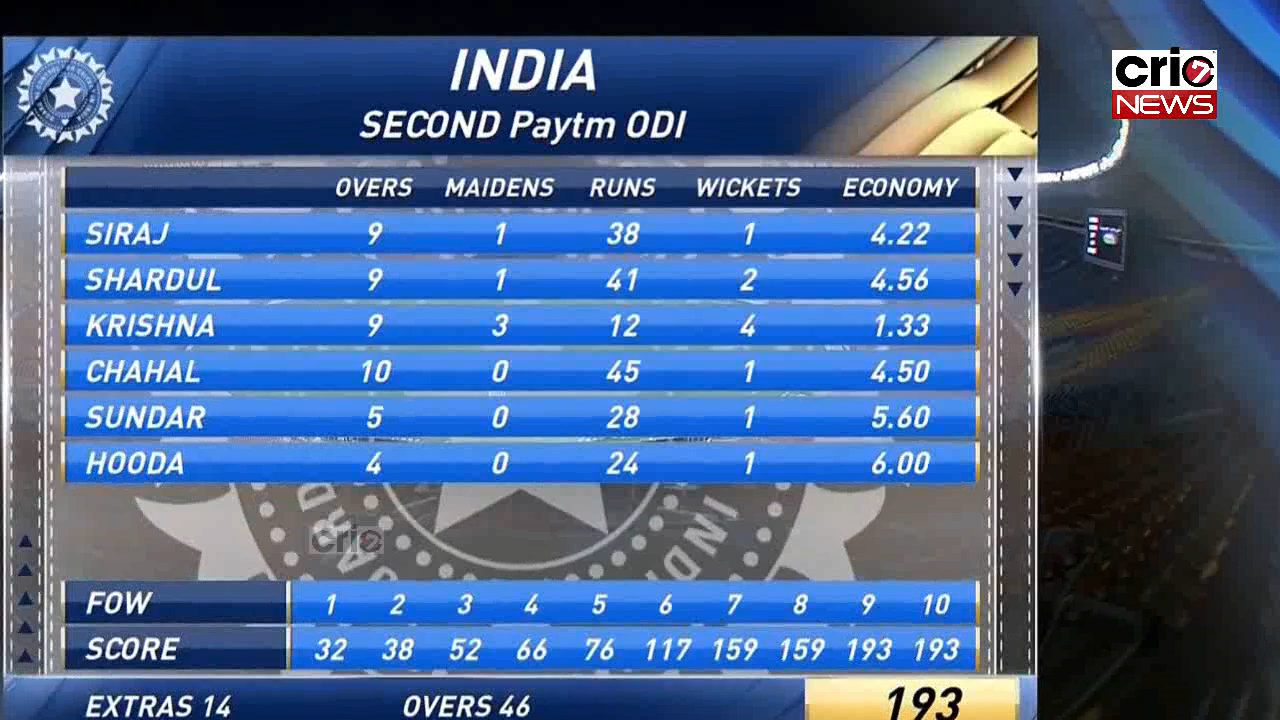 INDIA
SECOND Paytm ODI
cric
NEWS
OVERS MAIDENS RUNS WICKETS ECONOMY
SIRAJ 9 1 38 1 4.22
SHARDUL 9 1 41 2 4.56
KRISHNA 9 3 12 4 1.33
CHAHAL 10 0 45 1 4.50
SUNDAR 5 0 28 1 5.60
HOODA 4 0 24 1 6.00
cric
FOW 1 2 3 4 5 6 7 8 9 10
SCORE 32 38 52 66 76 117 159 159 193 193
EXTRAS 14 OVERS 46 193